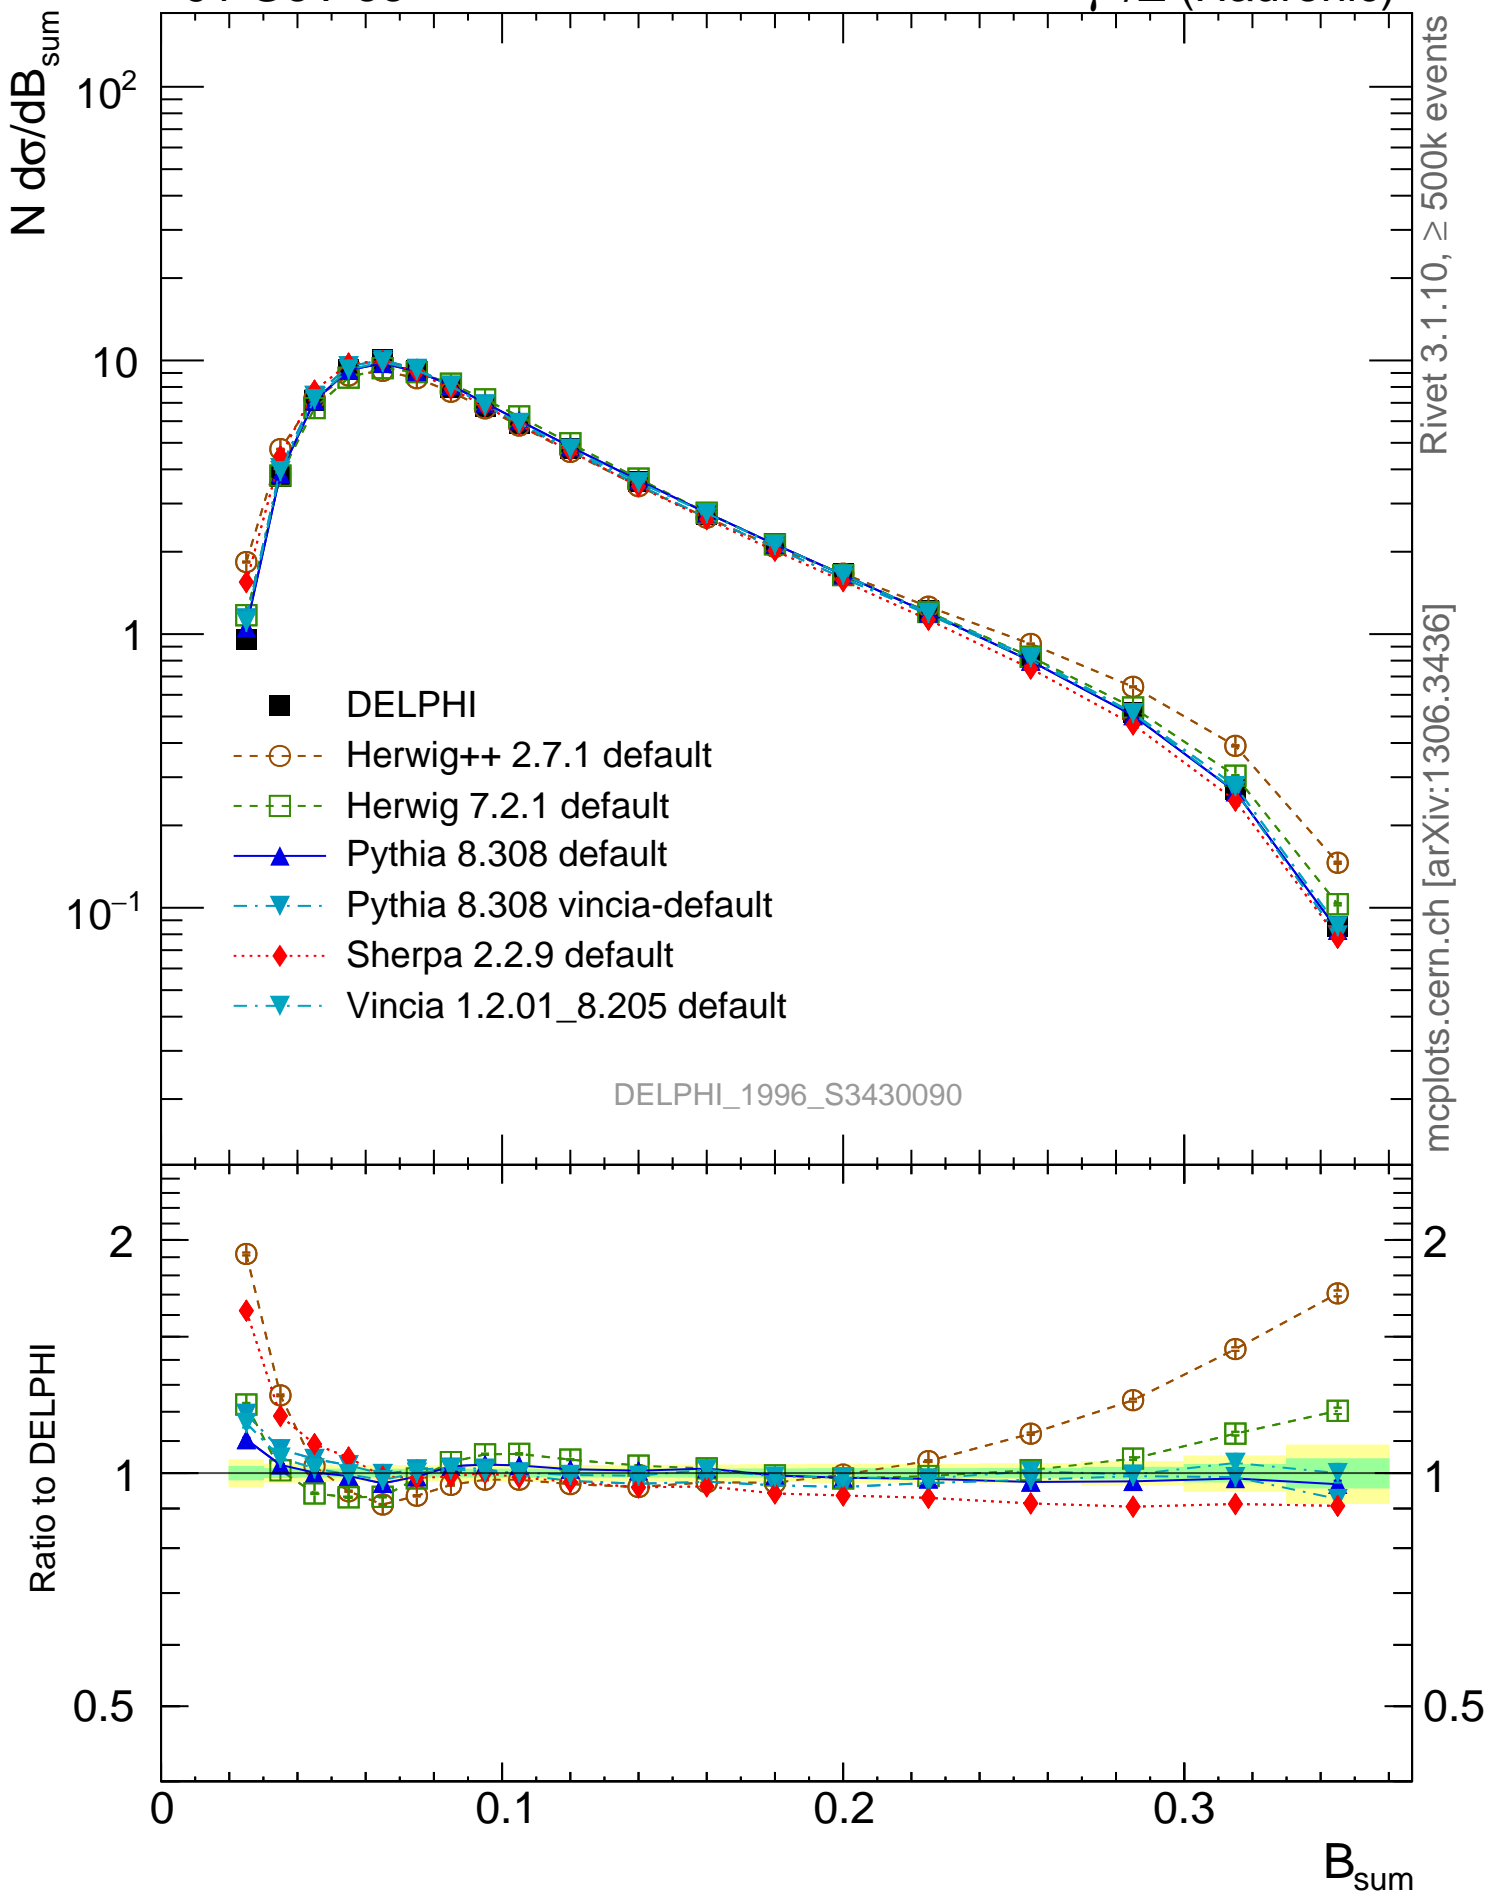 N dσ/dB_sum
10²
10
1
10⁻¹
DELPHI
Herwig++ 2.7.1 default
Herwig 7.2.1 default
Pythia 8.308 default
Pythia 8.308 vincia-default
Sherpa 2.2.9 default
Vincia 1.2.01_8.205 default
DELPHI_1996_S3430090
Rivet 3.1.10, ≥ 500k events
mcplots.cern.ch [arXiv:1306.3436]
Ratio to DELPHI
2
1
0.5
2
1
0.5
0
0.1
0.2
0.3
B_sum